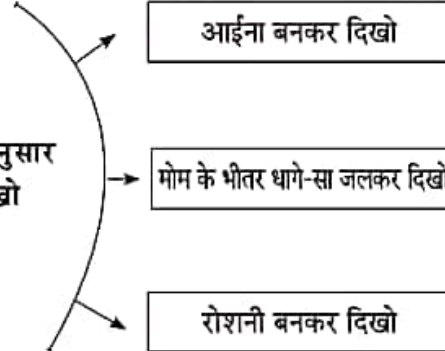 आईना बनकर दिखो
नुसार
मोम के भीतर धागे-सा जलकर दिखो
रोशनी बनकर दिखो